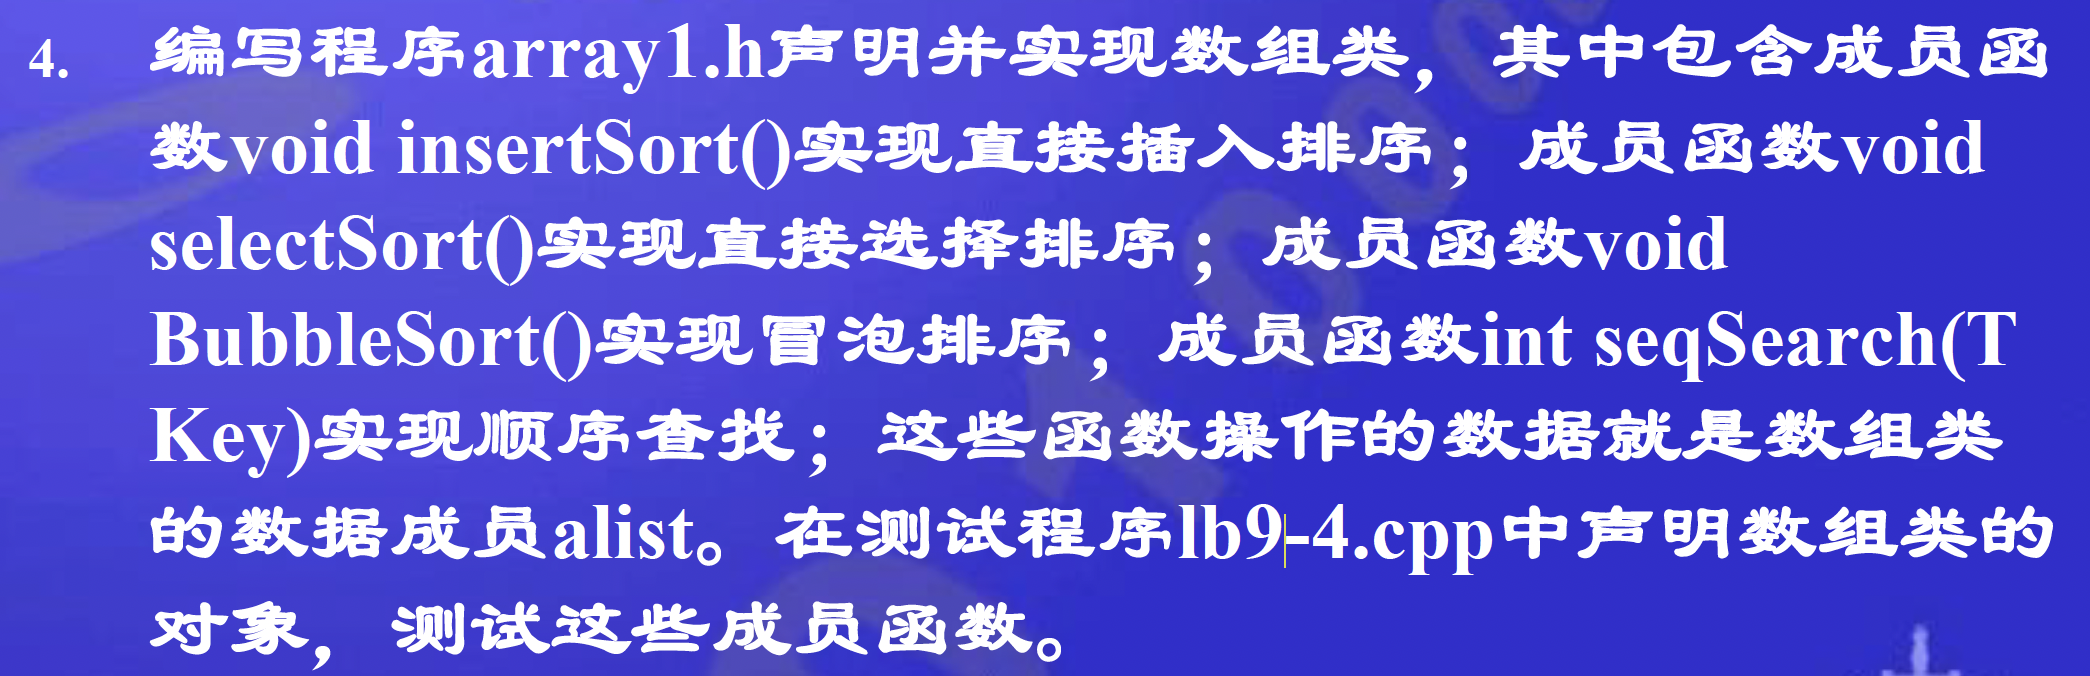 4. 编写程序array1.h声明并实现数组类，其中包含成员函
数void insertSort()实现直接插入排序；成员函数void
selectSort()实现直接选择排序；成员函数void
BubbleSort()实现冒泡排序；成员函数int seqSearch(T
Key)实现顺序查找；这些函数操作的数据就是数组类
的数据成员alist。在测试程序lb9-4.cpp中声明数组类的
对象，测试这些成员函数。